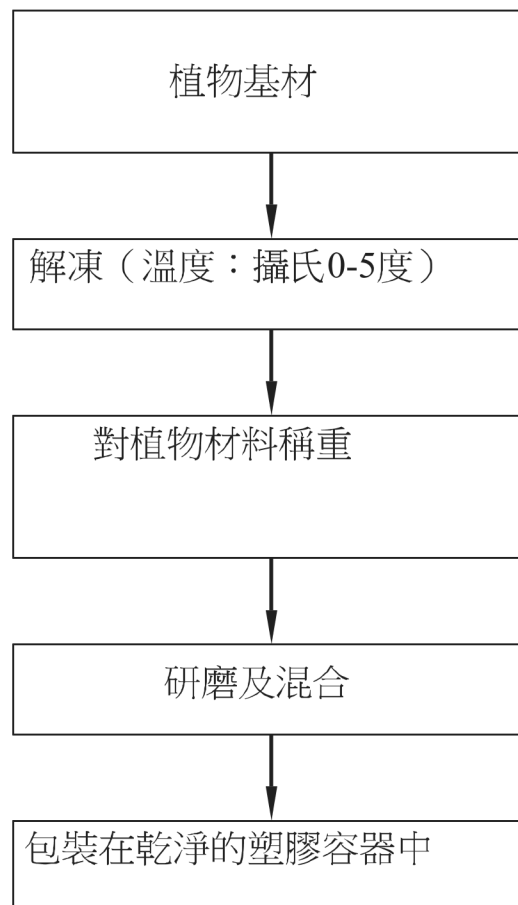 植物基材
解凍（溫度：攝氏0-5度）
對植物材料稱重
研磨及混合
包裝在乾淨的塑膠容器中